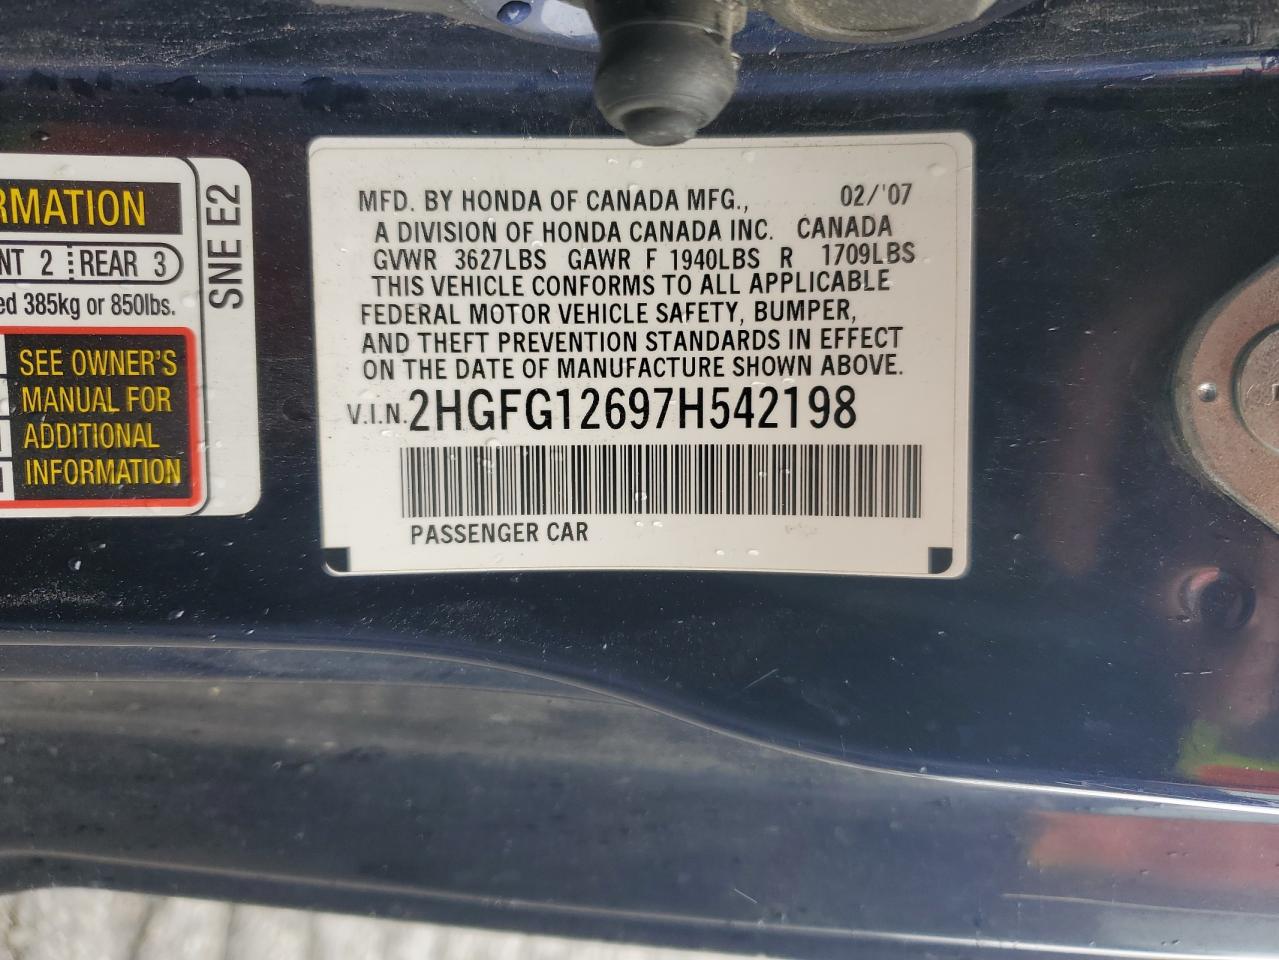 RMATION
NT 2 REAR 3
ed 385kg or 850lbs.
SEE OWNER'S
MANUAL FOR
ADDITIONAL
INFORMATION
SNE E2
MFD. BY HONDA OF CANADA MFG., 02/'07
A DIVISION OF HONDA CANADA INC. CANADA
GVWR 3627LBS GAWR F 1940LBS R 1709LBS
THIS VEHICLE CONFORMS TO ALL APPLICABLE
FEDERAL MOTOR VEHICLE SAFETY, BUMPER,
AND THEFT PREVENTION STANDARDS IN EFFECT
ON THE DATE OF MANUFACTURE SHOWN ABOVE.
V.I.N. 2HGFG12697H542198
PASSENGER CAR